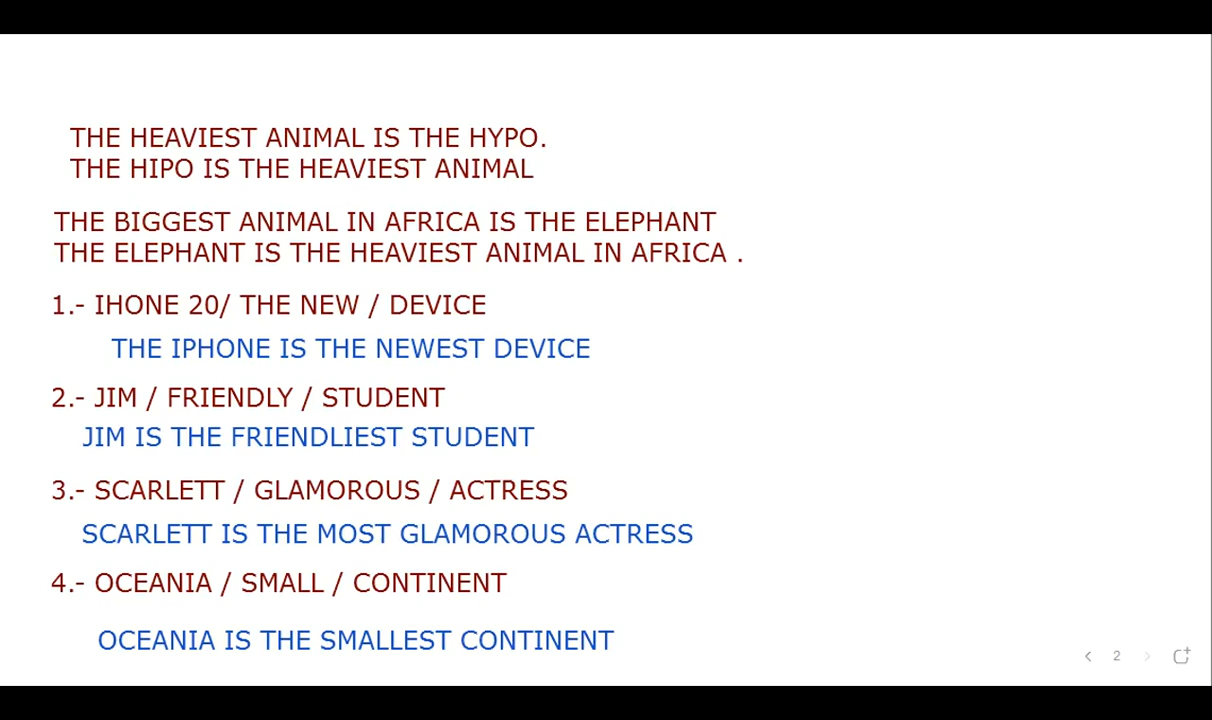 THE HEAVIEST ANIMAL IS THE HYPO.
THE HIPO IS THE HEAVIEST ANIMAL
THE BIGGEST ANIMAL IN AFRICA IS THE ELEPHANT
THE ELEPHANT IS THE HEAVIEST ANIMAL IN AFRICA .
1.- IHONE 20/ THE NEW / DEVICE
THE IPHONE IS THE NEWEST DEVICE
2.- JIM / FRIENDLY / STUDENT
JIM IS THE FRIENDLIEST STUDENT
3.- SCARLETT / GLAMOROUS / ACTRESS
SCARLETT IS THE MOST GLAMOROUS ACTRESS
4.- OCEANIA / SMALL / CONTINENT
OCEANIA IS THE SMALLEST CONTINENT
2